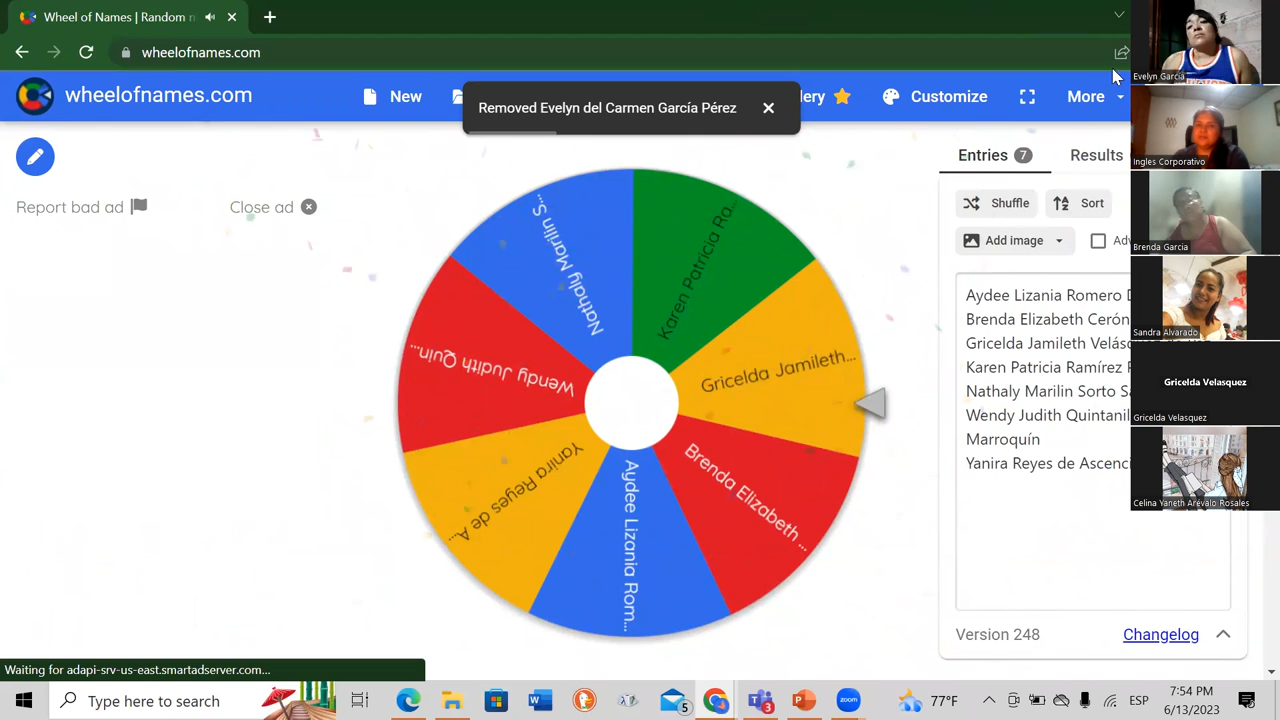 Wheel of Names | Random n
wheelofnames.com
wheelofnames.com
New
lery
Customize
More
Removed Evelyn del Carmen García Pérez
Report bad ad
Close ad
Entries 7
Results
Shuffle
Sort
Add image
Aydee Lizania Romero
Brenda Elizabeth Cerón
Gricelda Jamileth
Karen Patricia Ramírez
Nathaly Marilin Sorto
Wendy Judith
Marroquín
Yanira Reyes de
Version 248
Changelog
Nathaly Marilin S...
Karen Patricia Ra...
Gricelda Jamileth...
Brenda Elizabeth ...
Aydee Lizania Rom...
Yanira Reyes de A...
Wendy Judith Quin...
Evelyn García
Ingles Corporativo
Brenda García
Sandra Alvarado
Gricelda Velasquez
Gricelda Velasquez
Celina Yaneth Arévalo Rosales
Waiting for adapi-srv-us-east.smartadserver.com...
Type here to search
5
3
77°F
ESP
7:54 PM
6/13/2023